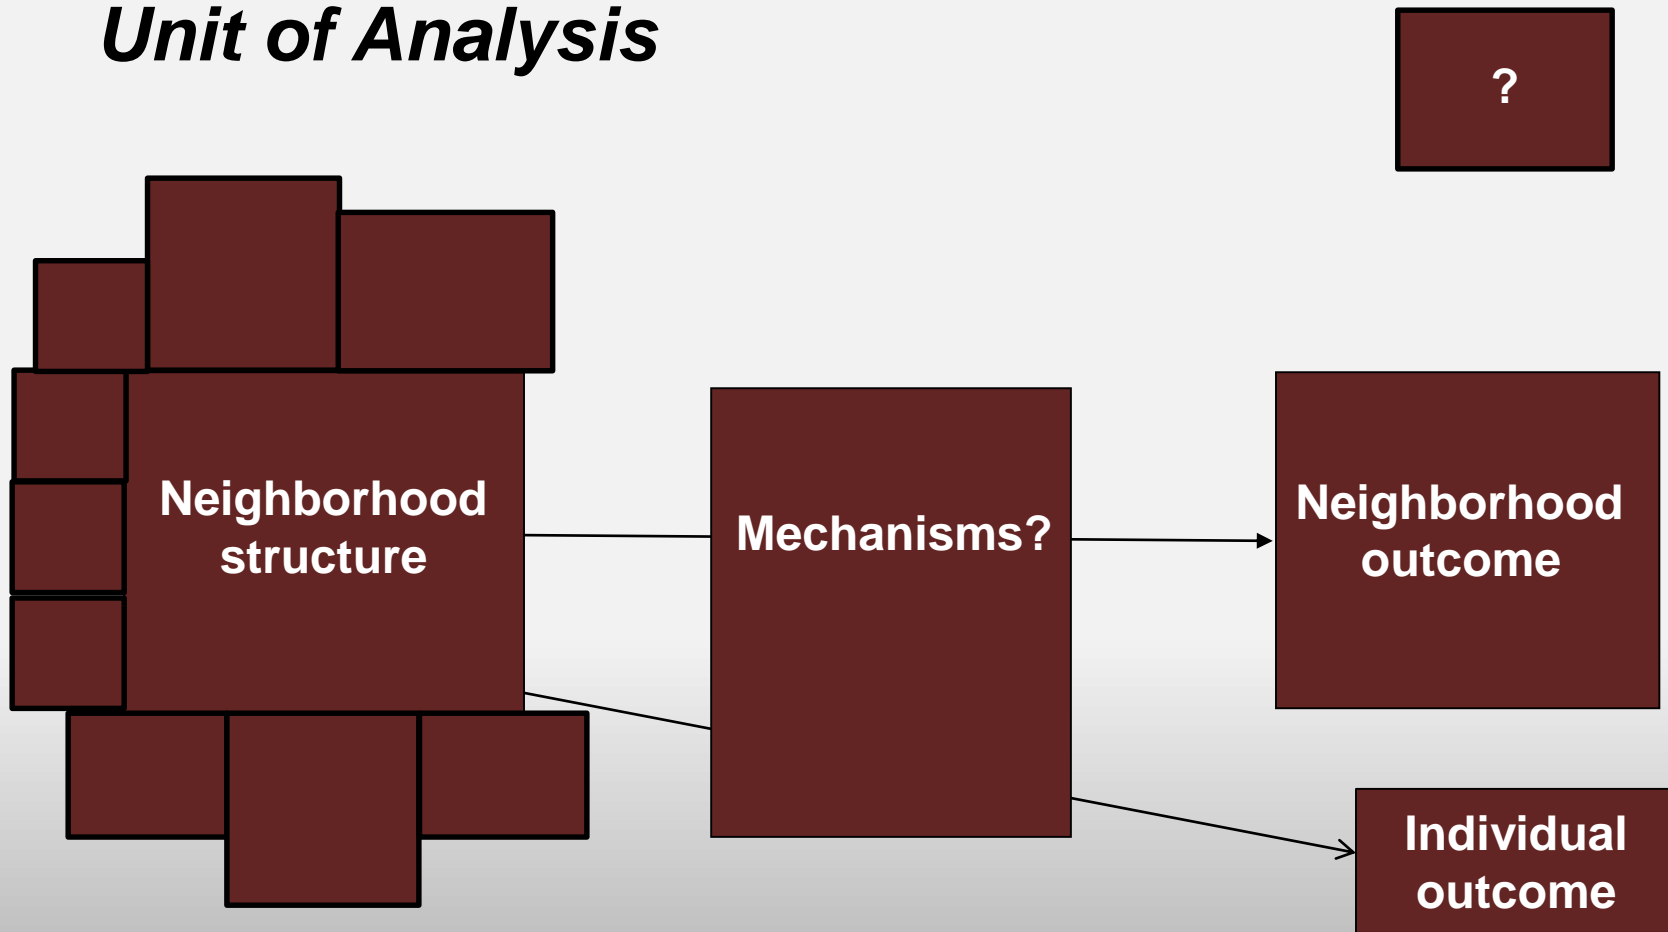 Unit of Analysis
?
Neighborhood
structure
Mechanisms?
Neighborhood
outcome
Individual
outcome